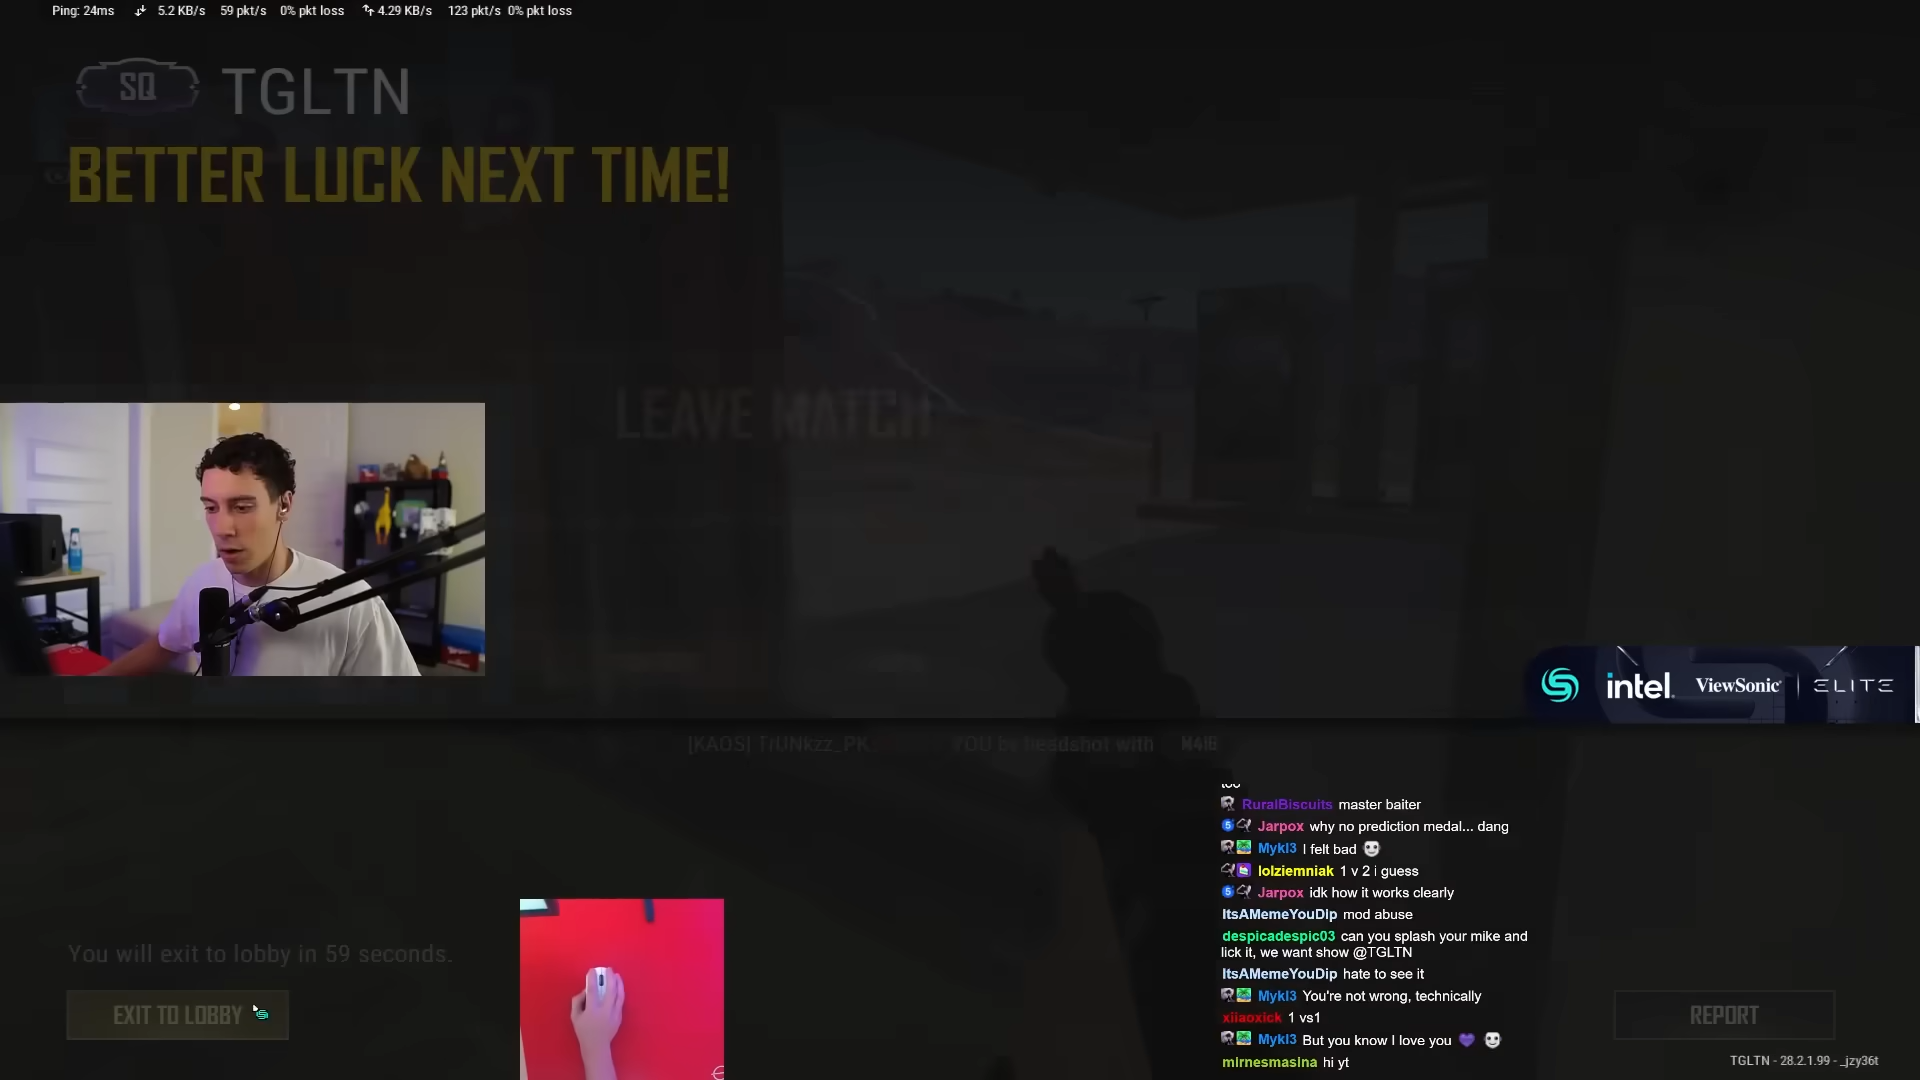 Ping: 24ms 5.2 KB/s 59 pkt/s 0% pkt loss 4.29 KB/s 123 pkt/s 0% pkt loss
SQ TGLTN
BETTER LUCK NEXT TIME!
LEAVE MATCH
intel. ViewSonic | ELITE
[KAOS] TrUNkzz_PK YOU by headshot with M416
too
RuralBiscuits master baiter
5 Jarpox why no prediction medal... dang
Mykl3 I felt bad
lolziemniak 1 v 2 i guess
5 Jarpox idk how it works clearly
ItsAMemeYouDip mod abuse
despicadespic03 can you splash your mike and
lick it, we want show @TGLTN
ItsAMemeYouDip hate to see it
Mykl3 You're not wrong, technically
xiiaoxick 1 vs1
Mykl3 But you know I love you
mirnesmasina hi yt
You will exit to lobby in 59 seconds.
EXIT TO LOBBY
REPORT
TGLTN - 28.2.1.99 - _jzy36t